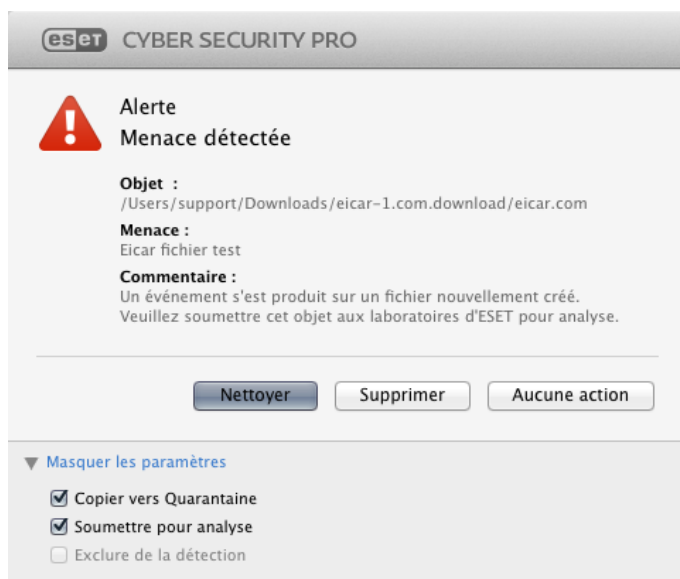 eset CYBER SECURITY PRO
Alerte
Menace détectée
Objet :
/Users/support/Downloads/eicar-1.com.download/eicar.com
Menace :
Eicar fichier test
Commentaire :
Un événement s'est produit sur un fichier nouvellement créé.
Veuillez soumettre cet objet aux laboratoires d'ESET pour analyse.
Nettoyer Supprimer Aucune action
Masquer les paramètres
Copier vers Quarantaine
Soumettre pour analyse
Exclure de la détection